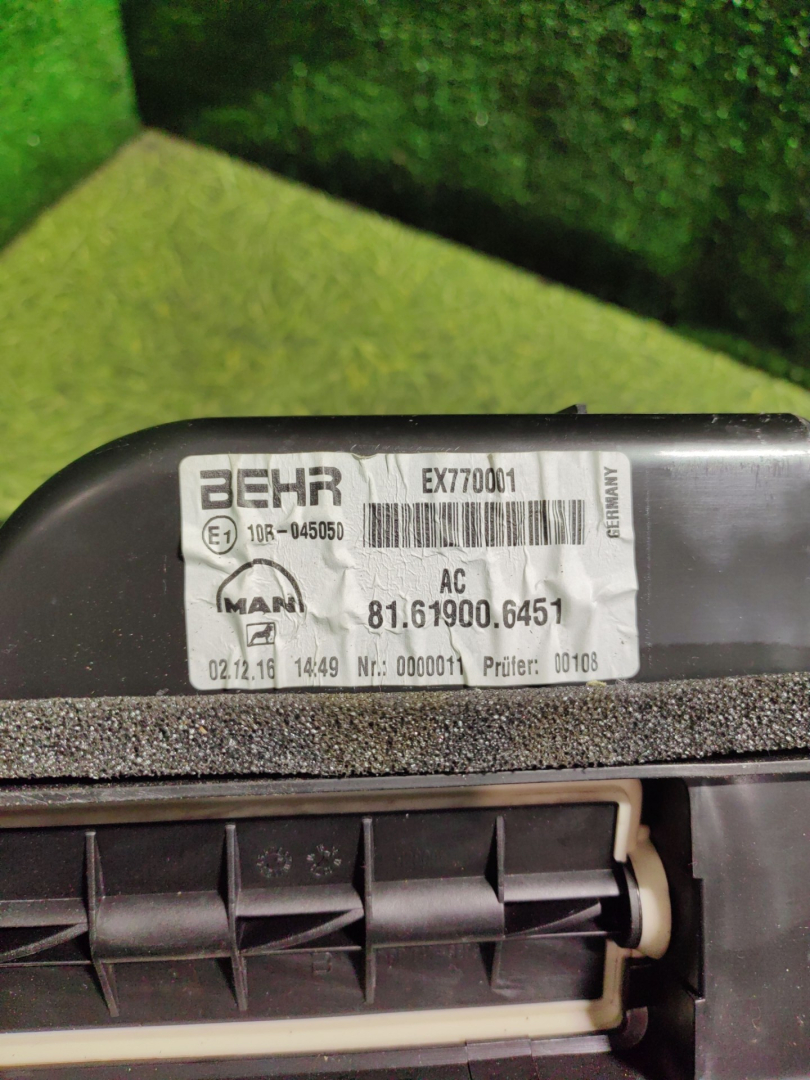 BEHR
EX770001
E1 10R-045050
GERMANY
MAN
AC
81.61900.6451
02.12.16 14:49 Nr.: 0000011 Prüfer: 00108